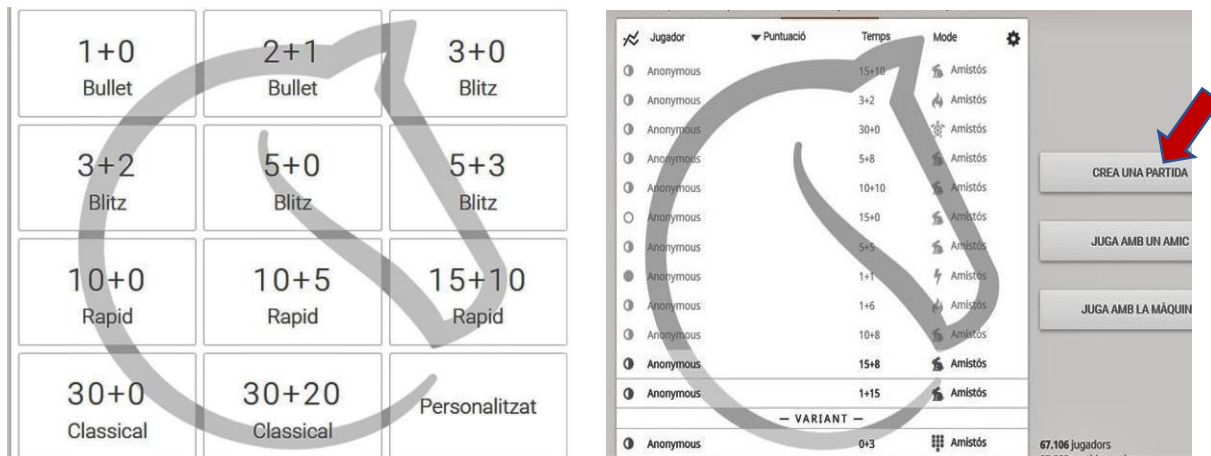 1+0
Bullet
2+1
Bullet
3+0
Blitz
3+2
Blitz
5+0
Blitz
5+3
Blitz
10+0
Rapid
10+5
Rapid
15+10
Rapid
30+0
Classical
30+20
Classical
Personalitzat
Jugador Puntuació Temps Mode
Anonymous 15+10 Amistós
Anonymous 3+2 Amistós
Anonymous 30+0 Amistós
Anonymous 5+8 Amistós
Anonymous 10+10 Amistós
Anonymous 15+0 Amistós
Anonymous 5+5 Amistós
Anonymous 1+1 Amistós
Anonymous 1+6 Amistós
Anonymous 10+8 Amistós
Anonymous 15+8 Amistós
Anonymous 1+15 Amistós
— VARIANT —
Anonymous 0+3 Amistós
CREA UNA PARTIDA
JUGA AMB UN AMIC
JUGA AMB LA MÀQUIN
67.106 jugadors